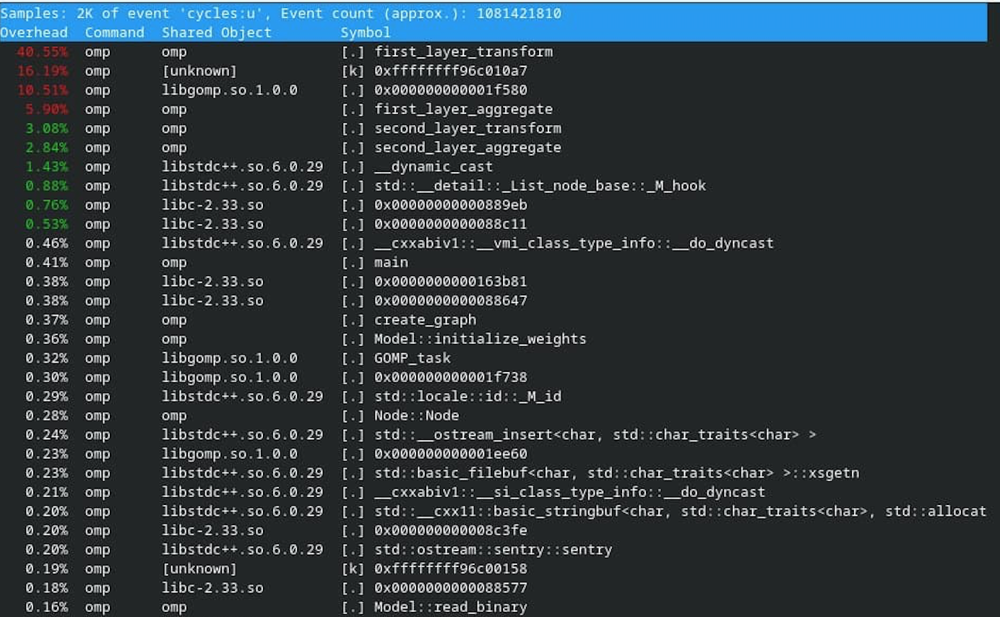 Samples: 2K of event 'cycles:u', Event count (approx.): 1081421810
Overhead  Command  Shared Object        Symbol
40.55%  omp      omp                  [.] first_layer_transform
16.19%  omp      [unknown]            [k] 0xffffffff96c010a7
10.51%  omp      libgomp.so.1.0.0     [.] 0x000000000001f580
5.90%  omp      omp                  [.] first_layer_aggregate
3.08%  omp      omp                  [.] second_layer_transform
2.84%  omp      omp                  [.] second_layer_aggregate
1.43%  omp      libstdc++.so.6.0.29  [.] __dynamic_cast
0.88%  omp      libstdc++.so.6.0.29  [.] std::__detail::_List_node_base::_M_hook
0.76%  omp      libc-2.33.so         [.] 0x00000000000889eb
0.53%  omp      libc-2.33.so         [.] 0x0000000000088c11
0.46%  omp      libstdc++.so.6.0.29  [.] __cxxabiv1::__vmi_class_type_info::__do_dyncast
0.41%  omp      omp                  [.] main
0.38%  omp      libc-2.33.so         [.] 0x0000000000163b81
0.38%  omp      libc-2.33.so         [.] 0x0000000000088647
0.37%  omp      omp                  [.] create_graph
0.36%  omp      omp                  [.] Model::initialize_weights
0.32%  omp      libgomp.so.1.0.0     [.] GOMP_task
0.30%  omp      libgomp.so.1.0.0     [.] 0x000000000001f738
0.29%  omp      libstdc++.so.6.0.29  [.] std::locale::id::_M_id
0.28%  omp      omp                  [.] Node::Node
0.24%  omp      libstdc++.so.6.0.29  [.] std::__ostream_insert<char, std::char_traits<char> >
0.23%  omp      libgomp.so.1.0.0     [.] 0x000000000001ee60
0.23%  omp      libstdc++.so.6.0.29  [.] std::basic_filebuf<char, std::char_traits<char> >::xsgetn
0.21%  omp      libstdc++.so.6.0.29  [.] __cxxabiv1::__si_class_type_info::__do_dyncast
0.20%  omp      libstdc++.so.6.0.29  [.] std::__cxx11::basic_stringbuf<char, std::char_traits<char>, std::allocat
0.20%  omp      libc-2.33.so         [.] 0x000000000008c3fe
0.20%  omp      libstdc++.so.6.0.29  [.] std::ostream::sentry::sentry
0.19%  omp      [unknown]            [k] 0xffffffff96c00158
0.18%  omp      libc-2.33.so         [.] 0x0000000000088577
0.16%  omp      omp                  [.] Model::read_binary